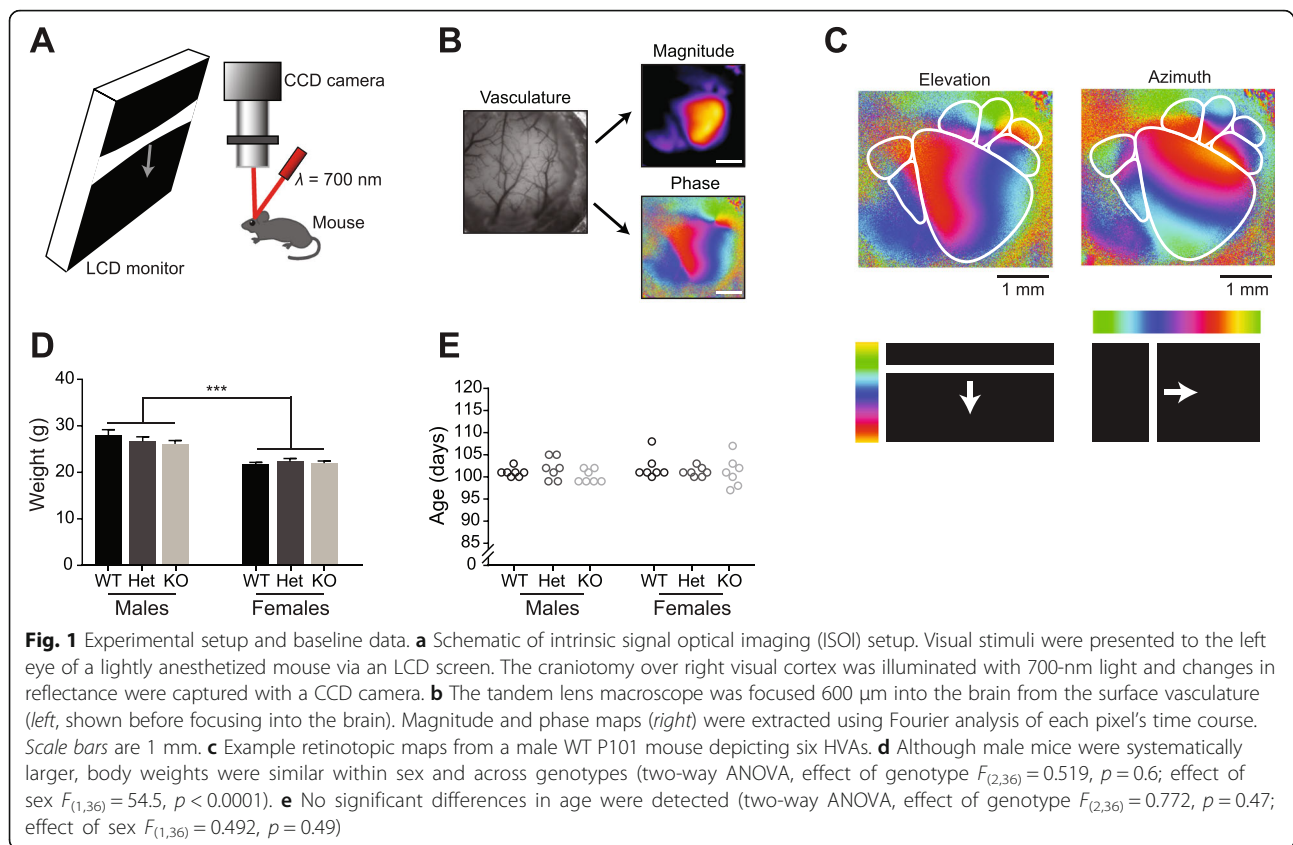 A
CCD camera
λ = 700 nm
Mouse
LCD monitor
B
Vasculature
Magnitude
Phase
C
Elevation
Azimuth
1 mm
1 mm
D
Weight (g)
40
30
20
10
0
***
WT Het KO
WT Het KO
Males
Females
E
Age (days)
120
115
110
105
100
95
90
85
0
WT Het KO
WT Het KO
Males
Females
Fig. 1 Experimental setup and baseline data. a Schematic of intrinsic signal optical imaging (ISOI) setup. Visual stimuli were presented to the left
eye of a lightly anesthetized mouse via an LCD screen. The craniotomy over right visual cortex was illuminated with 700-nm light and changes in
reflectance were captured with a CCD camera. b The tandem lens macroscope was focused 600 μm into the brain from the surface vasculature
(left, shown before focusing into the brain). Magnitude and phase maps (right) were extracted using Fourier analysis of each pixel's time course.
Scale bars are 1 mm. c Example retinotopic maps from a male WT P101 mouse depicting six HVAs. d Although male mice were systematically
larger, body weights were similar within sex and across genotypes (two-way ANOVA, effect of genotype F(2,36) = 0.519, p = 0.6; effect of
sex F(1,36) = 54.5, p < 0.0001). e No significant differences in age were detected (two-way ANOVA, effect of genotype F(2,36) = 0.772, p = 0.47;
effect of sex F(1,36) = 0.492, p = 0.49)